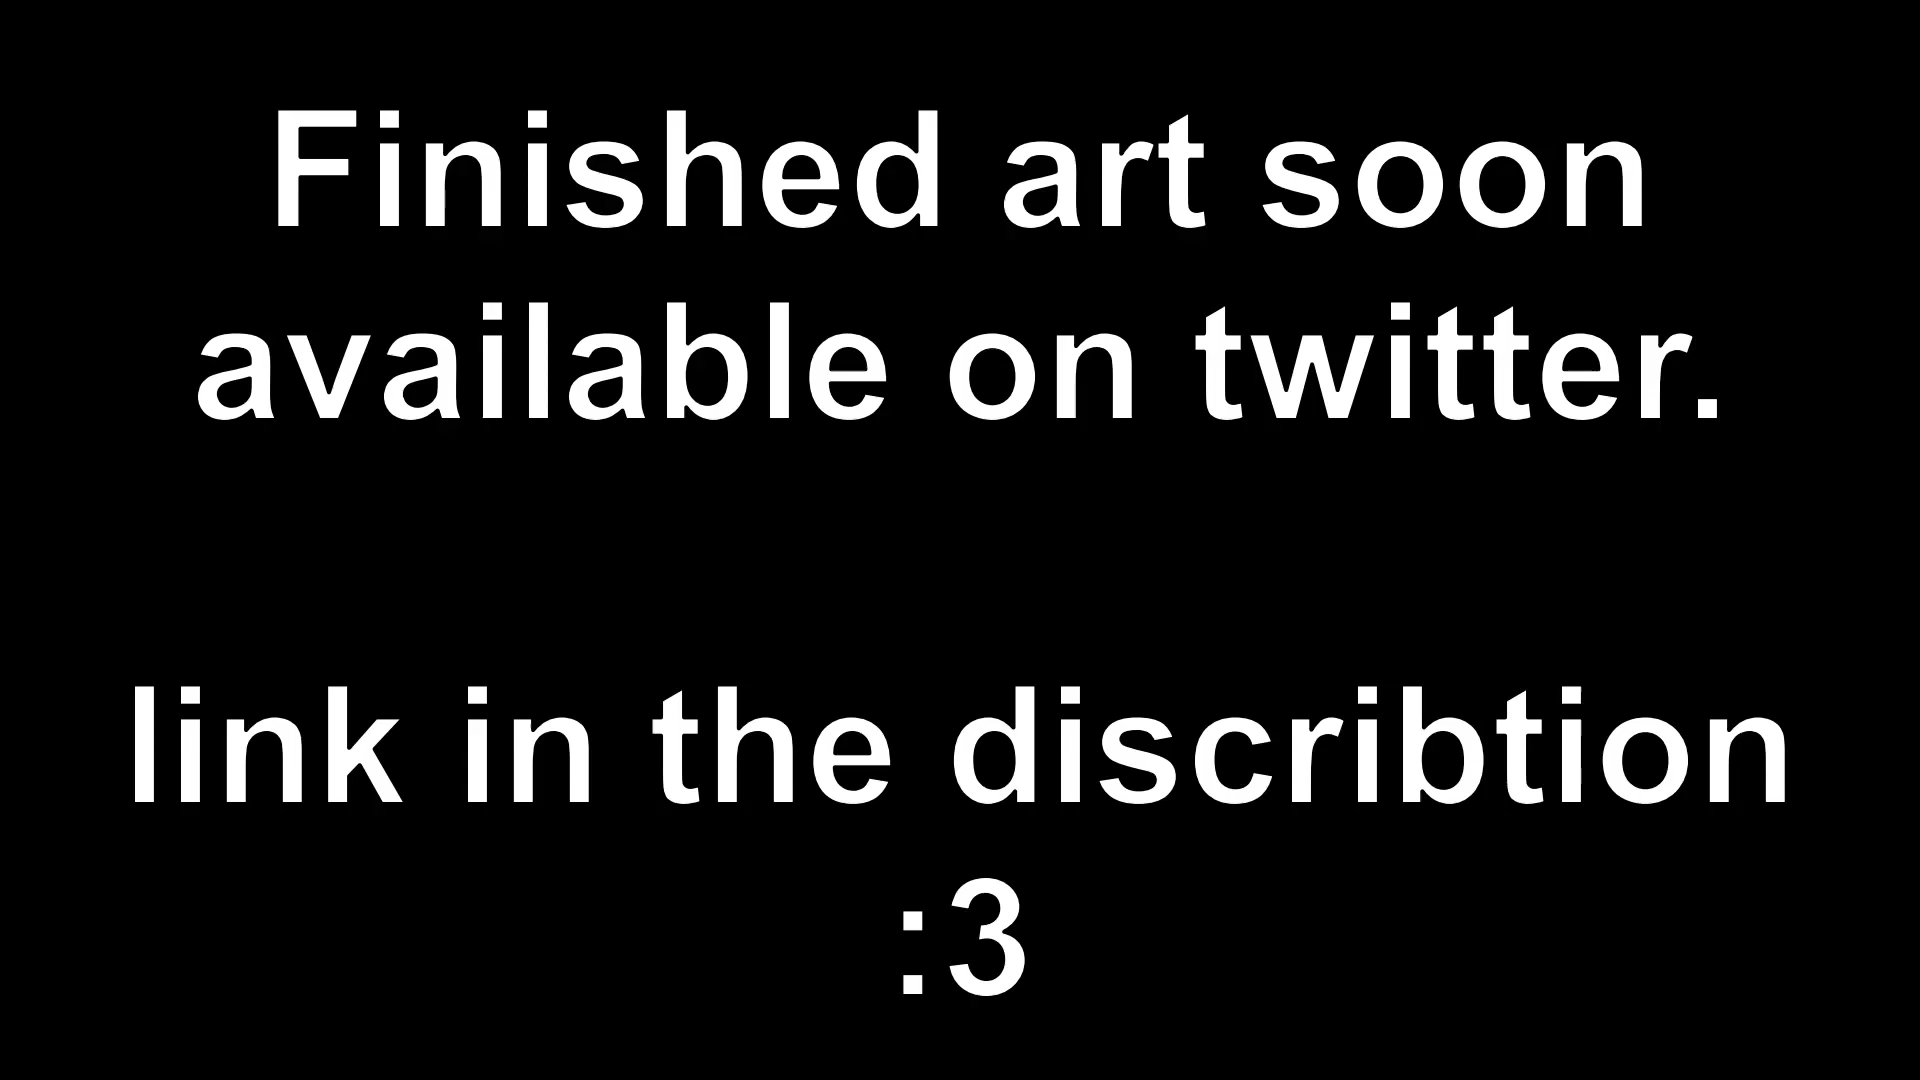 Finished art soon
available on twitter.
link in the discribtion
:3